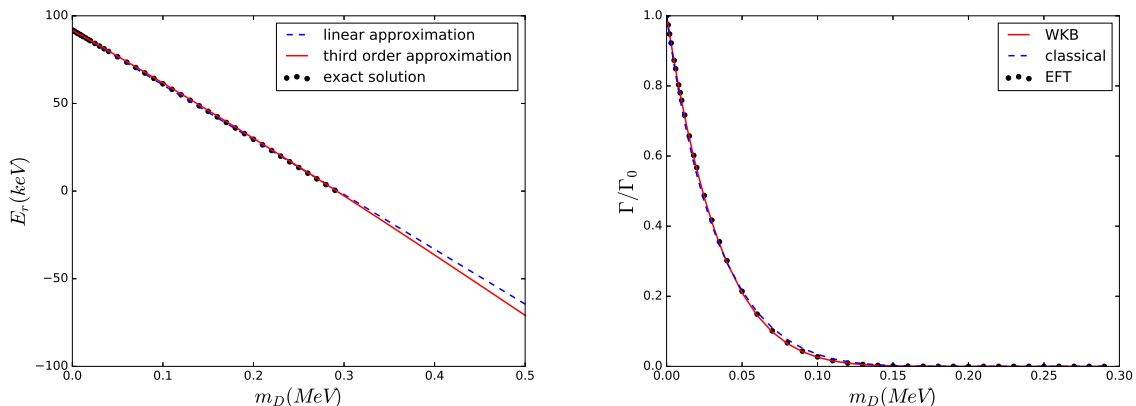 100
50
0
−50
−100
E_r(keV)
linear approximation
third order approximation
exact solution
0.0 0.1 0.2 0.3 0.4 0.5
m_D(MeV)
1.0
0.8
0.6
0.4
0.2
0.0
Γ/Γ_0
WKB
classical
EFT
0.00 0.05 0.10 0.15 0.20 0.25 0.30
m_D(MeV)